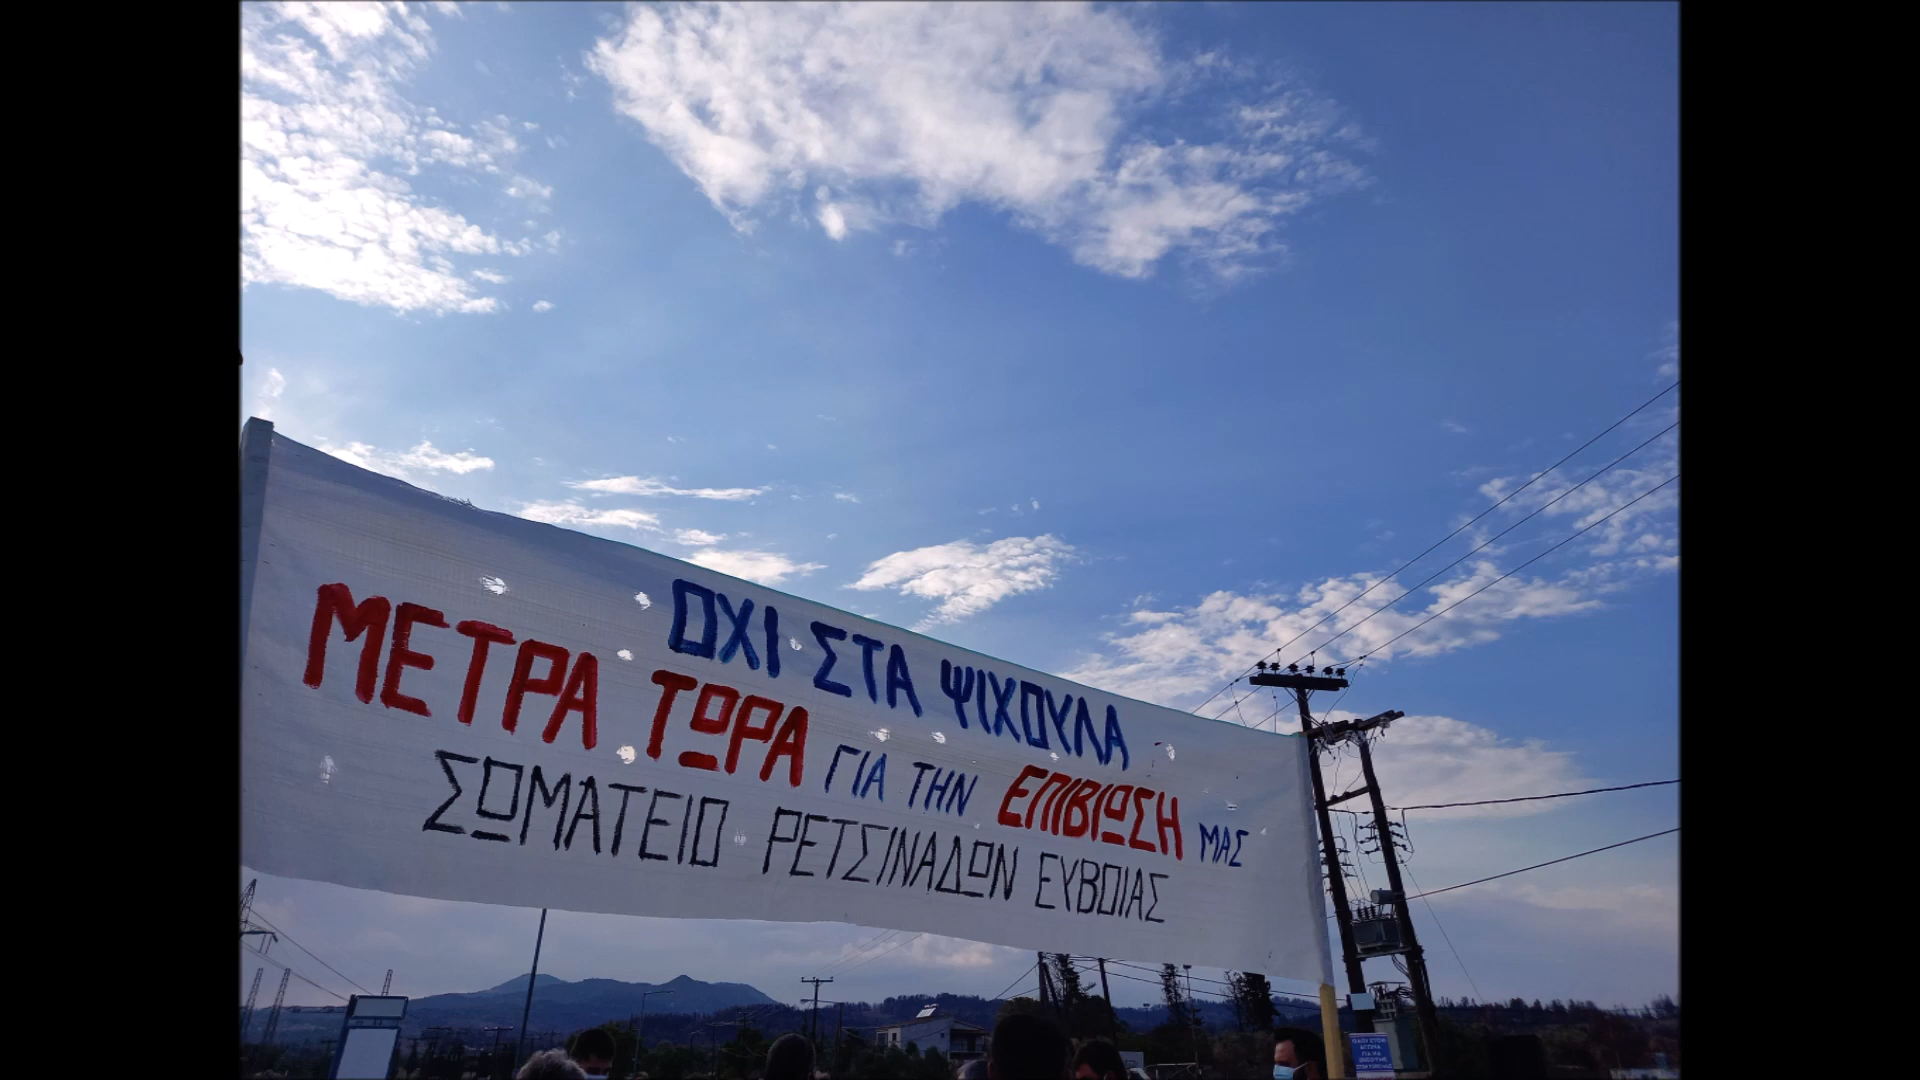 ΟΧΙ ΣΤΑ ΨΙΧΟΥΛΑ
ΜΕΤΡΑ ΤΩΡΑ ΓΙΑ ΤΗΝ ΕΠΙΒΙΩΣΗ ΜΑΣ
ΣΩΜΑΤΕΙΟ ΡΕΤΣΙΝΑΔΩΝ ΕΥΒΟΙΑΣ